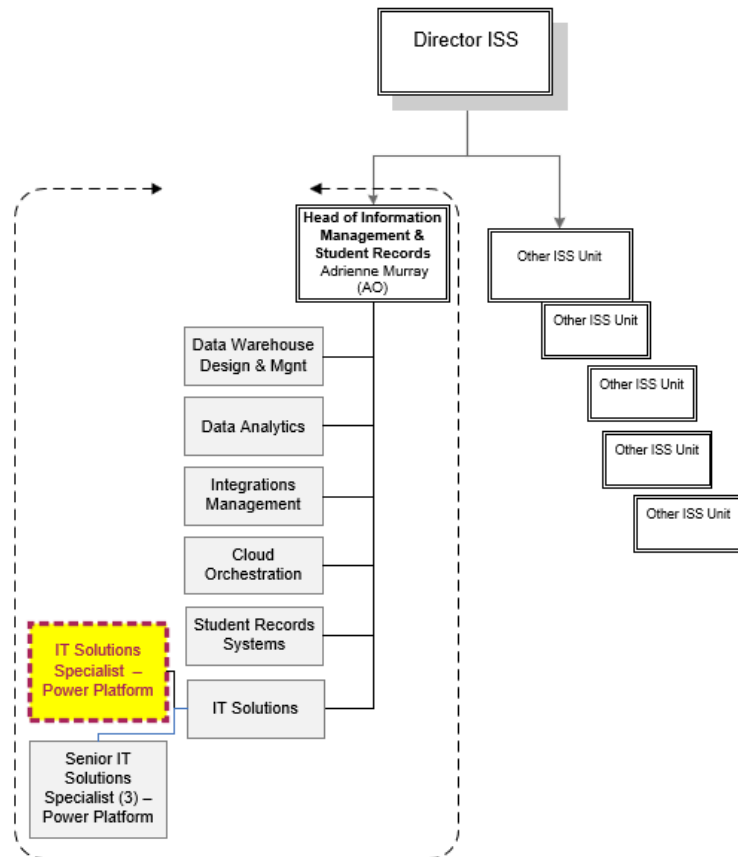 Director ISS
Head of Information
Management &
Student Records
Adrienne Murray
(AO)
Other ISS Unit
Other ISS Unit
Other ISS Unit
Other ISS Unit
Other ISS Unit
Data Warehouse
Design & Mgnt
Data Analytics
Integrations
Management
Cloud
Orchestration
Student Records
Systems
IT Solutions
IT Solutions
Specialist –
Power Platform
Senior IT
Solutions
Specialist (3) –
Power Platform